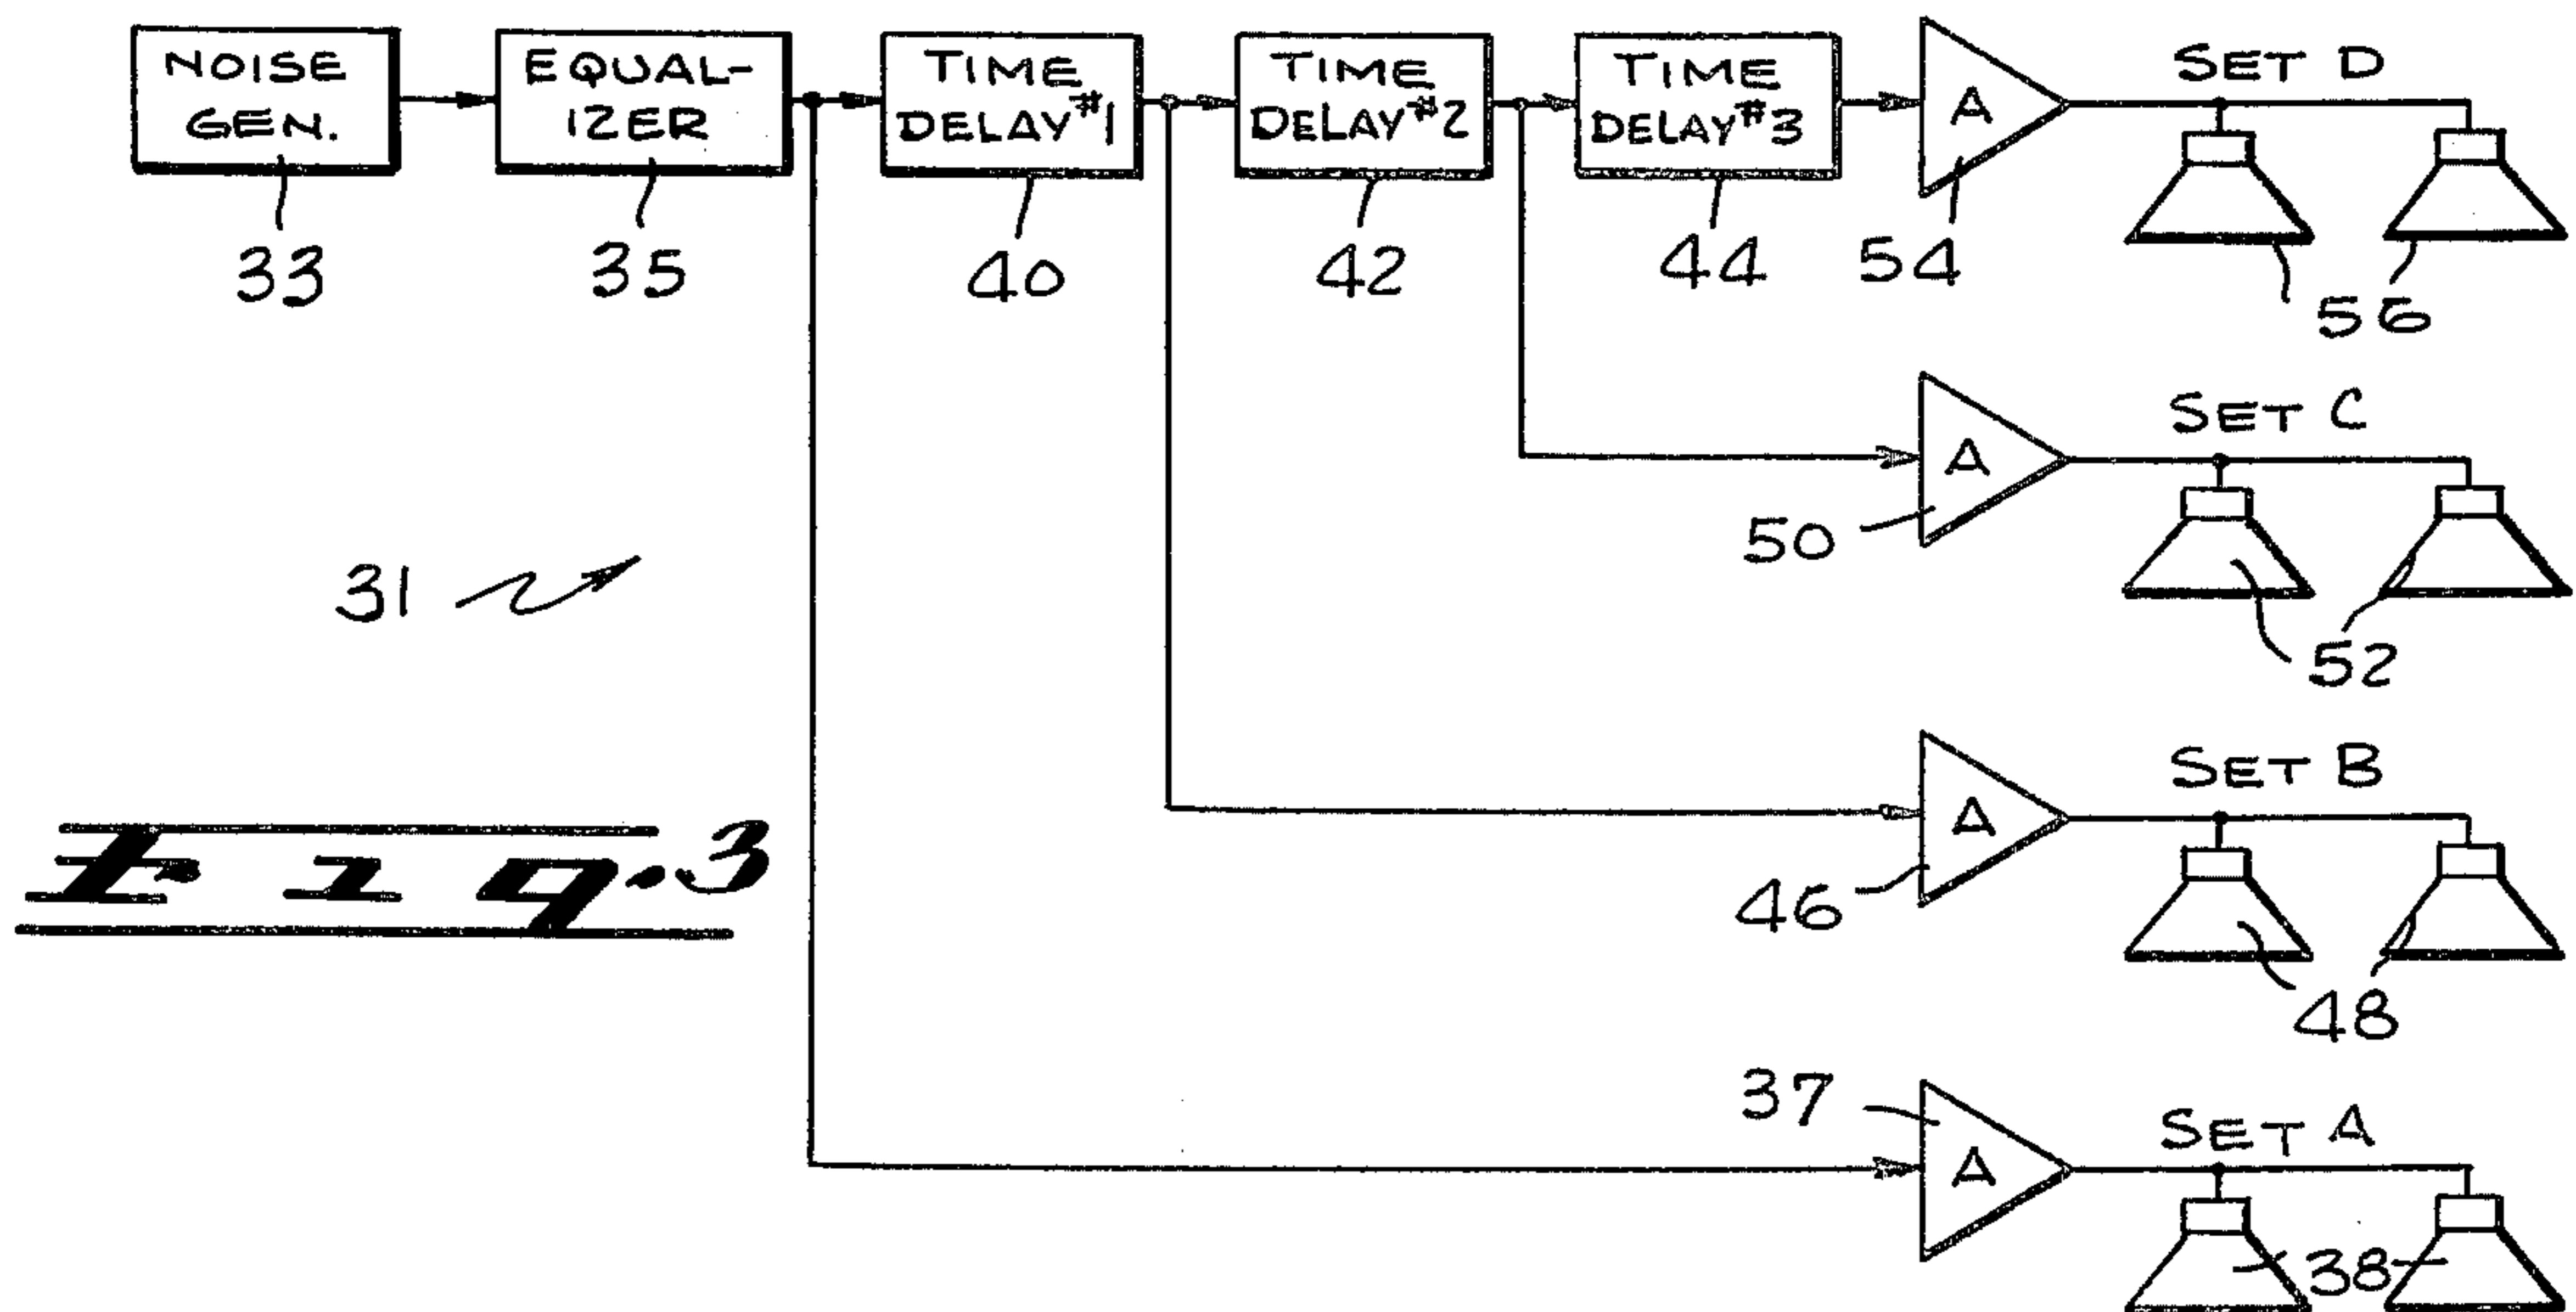 NOISE
GEN.
EQUAL-
IZER
TIME
DELAY #1
TIME
DELAY #2
TIME
DELAY #3
A
SET D
33
35
40
42
44
54
56
A
SET C
50
52
31
A
SET B
46
48
Fig. 3
37
A
SET A
38